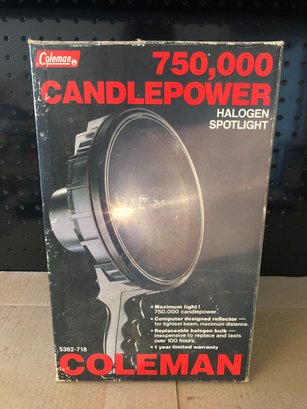 Coleman
750,000
CANDLEPOWER
HALOGEN
SPOTLIGHT
• Maximum light!
750,000 candlepower.
• Computer designed reflector—
for tightest beam, maximum distance.
• Replaceable halogen bulb—
inexpensive to replace and lasts
over 100 hours.
• 1 year limited warranty
5362-718
COLEMAN